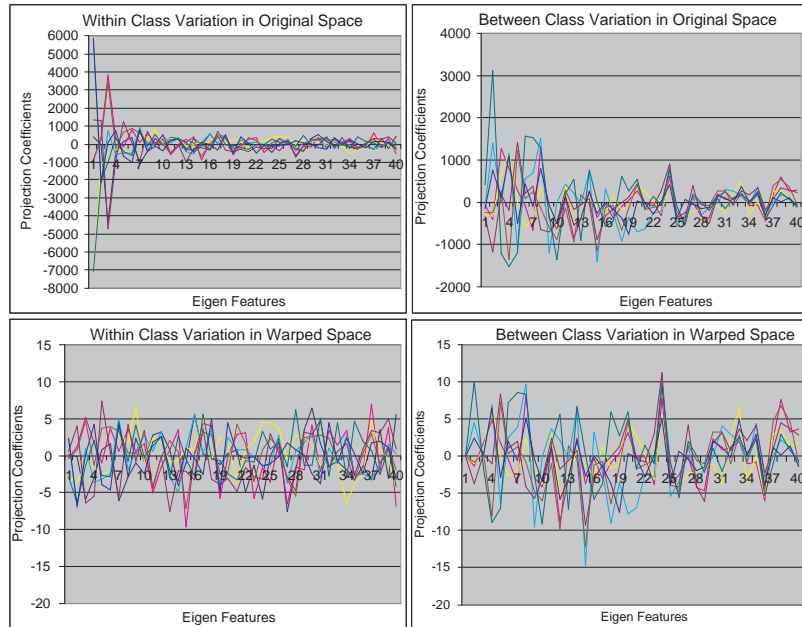 Within Class Variation in Original Space
6000
5000
4000
3000
2000
1000
0
-1000
-2000
-3000
-4000
-5000
-6000
-7000
-8000
Projection Coefficients
1 4 7 10 13 16 19 22 25 28 31 34 37 40
Eigen Features
Between Class Variation in Original Space
4000
3000
2000
1000
0
-1000
-2000
Projection Coefficients
1 4 7 10 13 16 19 22 25 28 31 34 37 40
Eigen Features
Within Class Variation in Warped Space
15
10
5
0
-5
-10
-15
-20
Projection Coefficients
1 4 7 10 13 16 19 22 25 28 31 34 37 40
Eigen Features
Between Class Variation in Warped Space
15
10
5
0
-5
-10
-15
-20
Projection Coefficients
1 4 7 10 13 16 19 22 25 28 31 34 37 40
Eigen Features